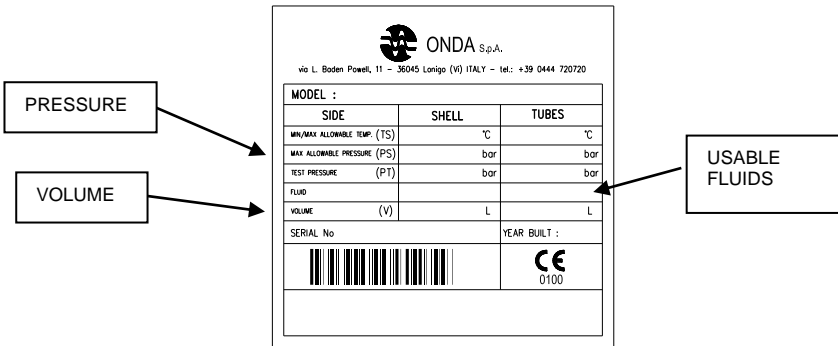 ONDA S.p.A.
via L. Baden Powell, 11 - 36045 Lonigo (Vi) ITALY - tel.: +39 0444 720720
PRESSURE
VOLUME
MODEL :
SIDE SHELL TUBES
MIN/MAX ALLOWABLE TEMP. (TS) °C °C
MAX ALLOWABLE PRESSURE (PS) bar bar
TEST PRESSURE (PT) bar bar
FLUID
VOLUME (V) L L
SERIAL No YEAR BUILT :
CE
0100
USABLE
FLUIDS